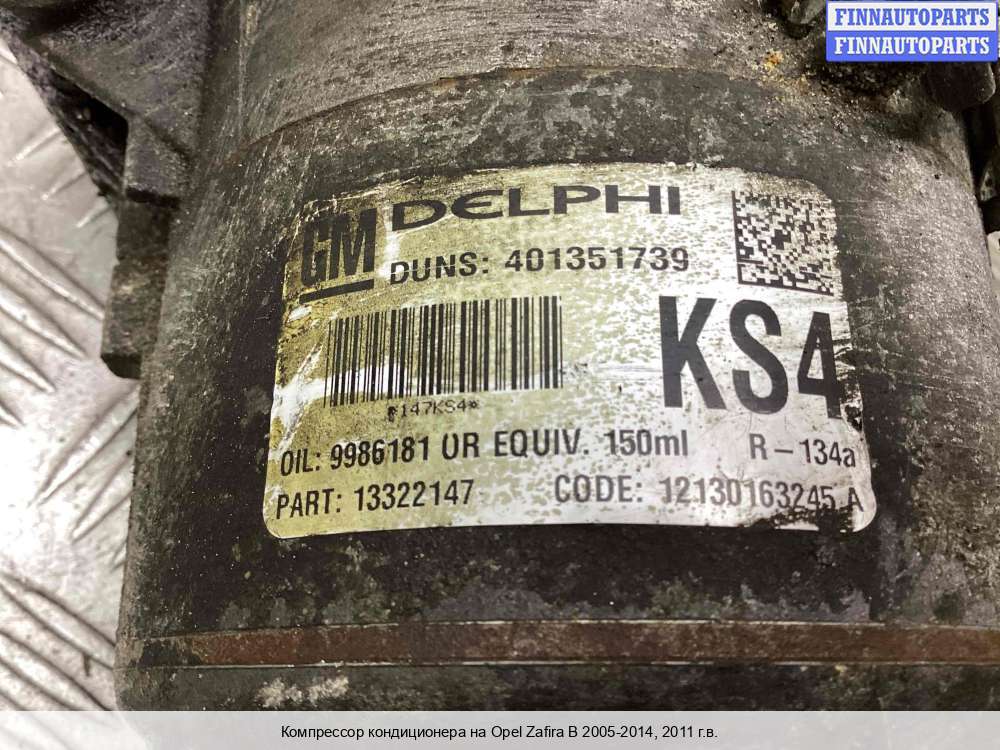 FINNAUTOPARTS
FINNAUTOPARTS
GM DELPHI
DUNS: 401351739
KS4
*147KS4*
OIL: 9986181 OR EQUIV. 150ml R-134a
PART: 13322147 CODE: 12130163245 A
Компрессор кондиционера на Opel Zafira B 2005-2014, 2011 г.в.